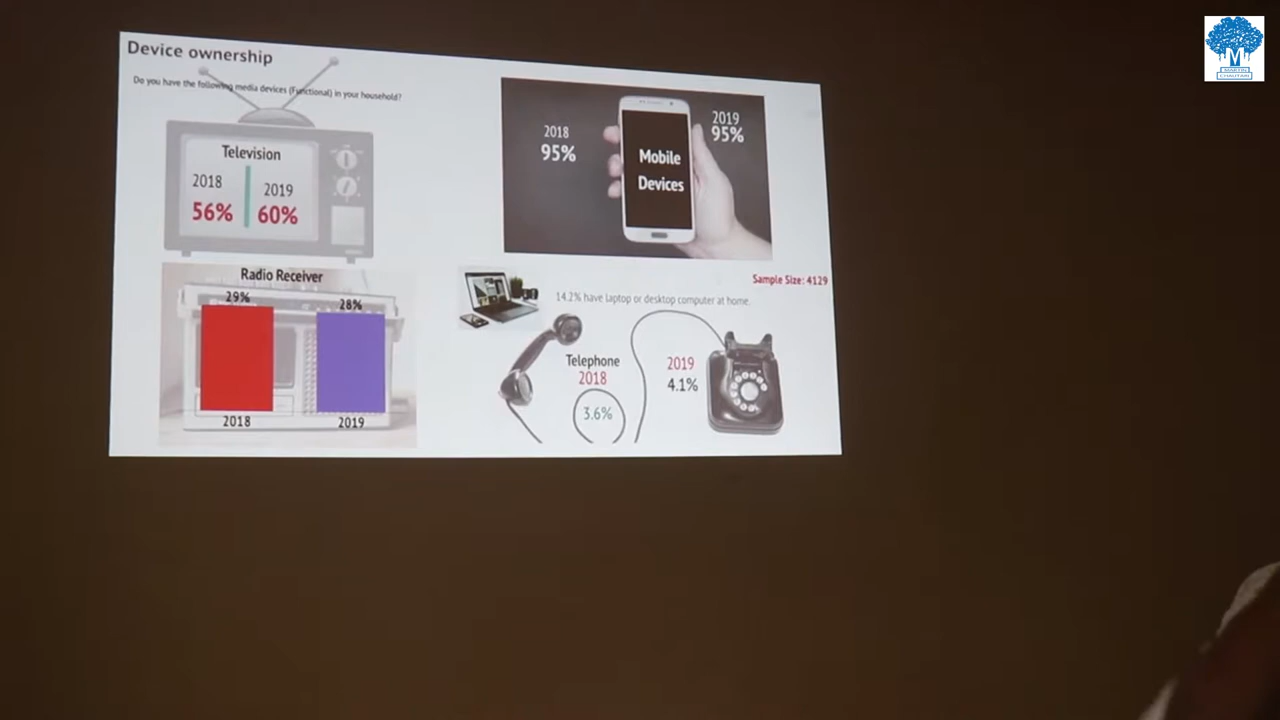 Device ownership
Do you have the following media devices (Functional) in your household?
Television
2018
56%
2019
60%
2018
95%
Mobile
Devices
2019
95%
Radio Receiver
29%
28%
2018
2019
Sample Size: 4129
14.2% have laptop or desktop computer at home.
Telephone
2018
3.6%
2019
4.1%
M
MARTIN
CHAUTARI